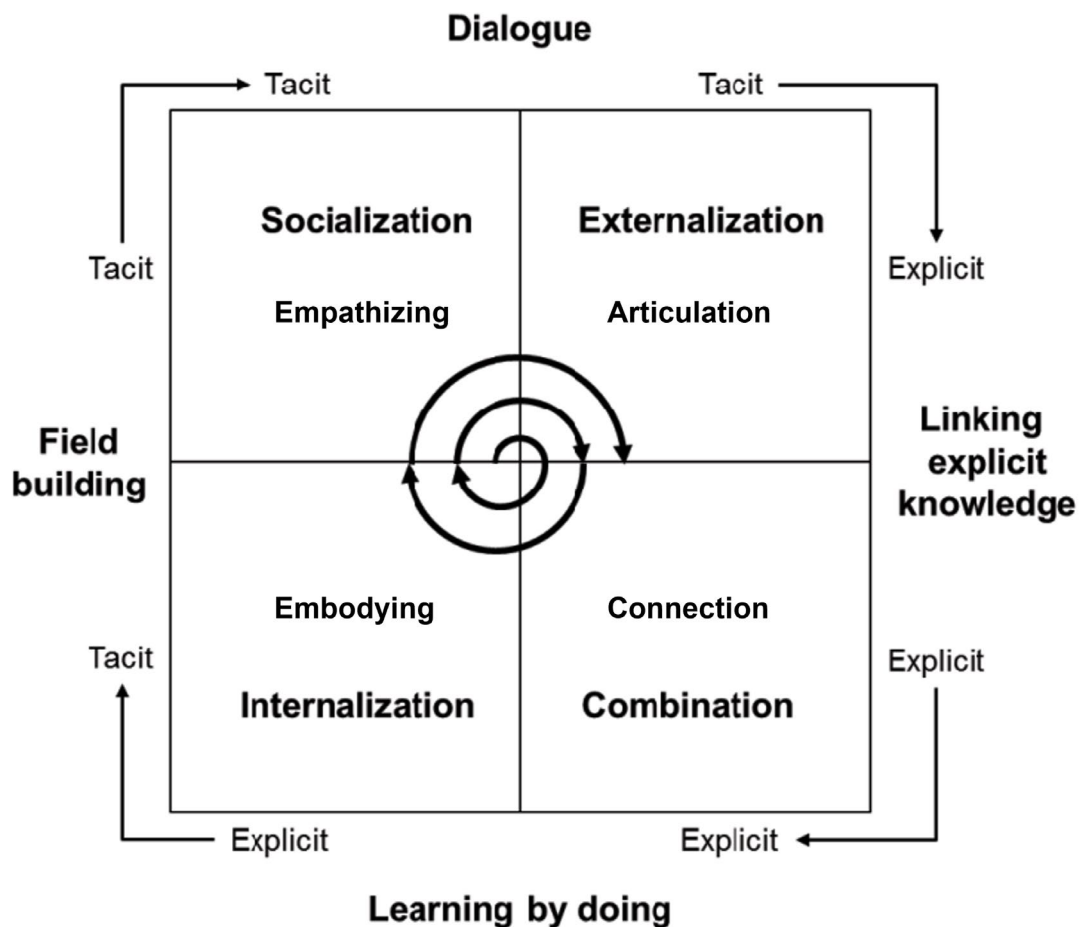 Dialogue
Tacit
Tacit
Socialization
Externalization
Tacit
Explicit
Empathizing
Articulation
Field
building
Linking
explicit
knowledge
Embodying
Connection
Tacit
Explicit
Internalization
Combination
Explicit
Explicit
Learning by doing